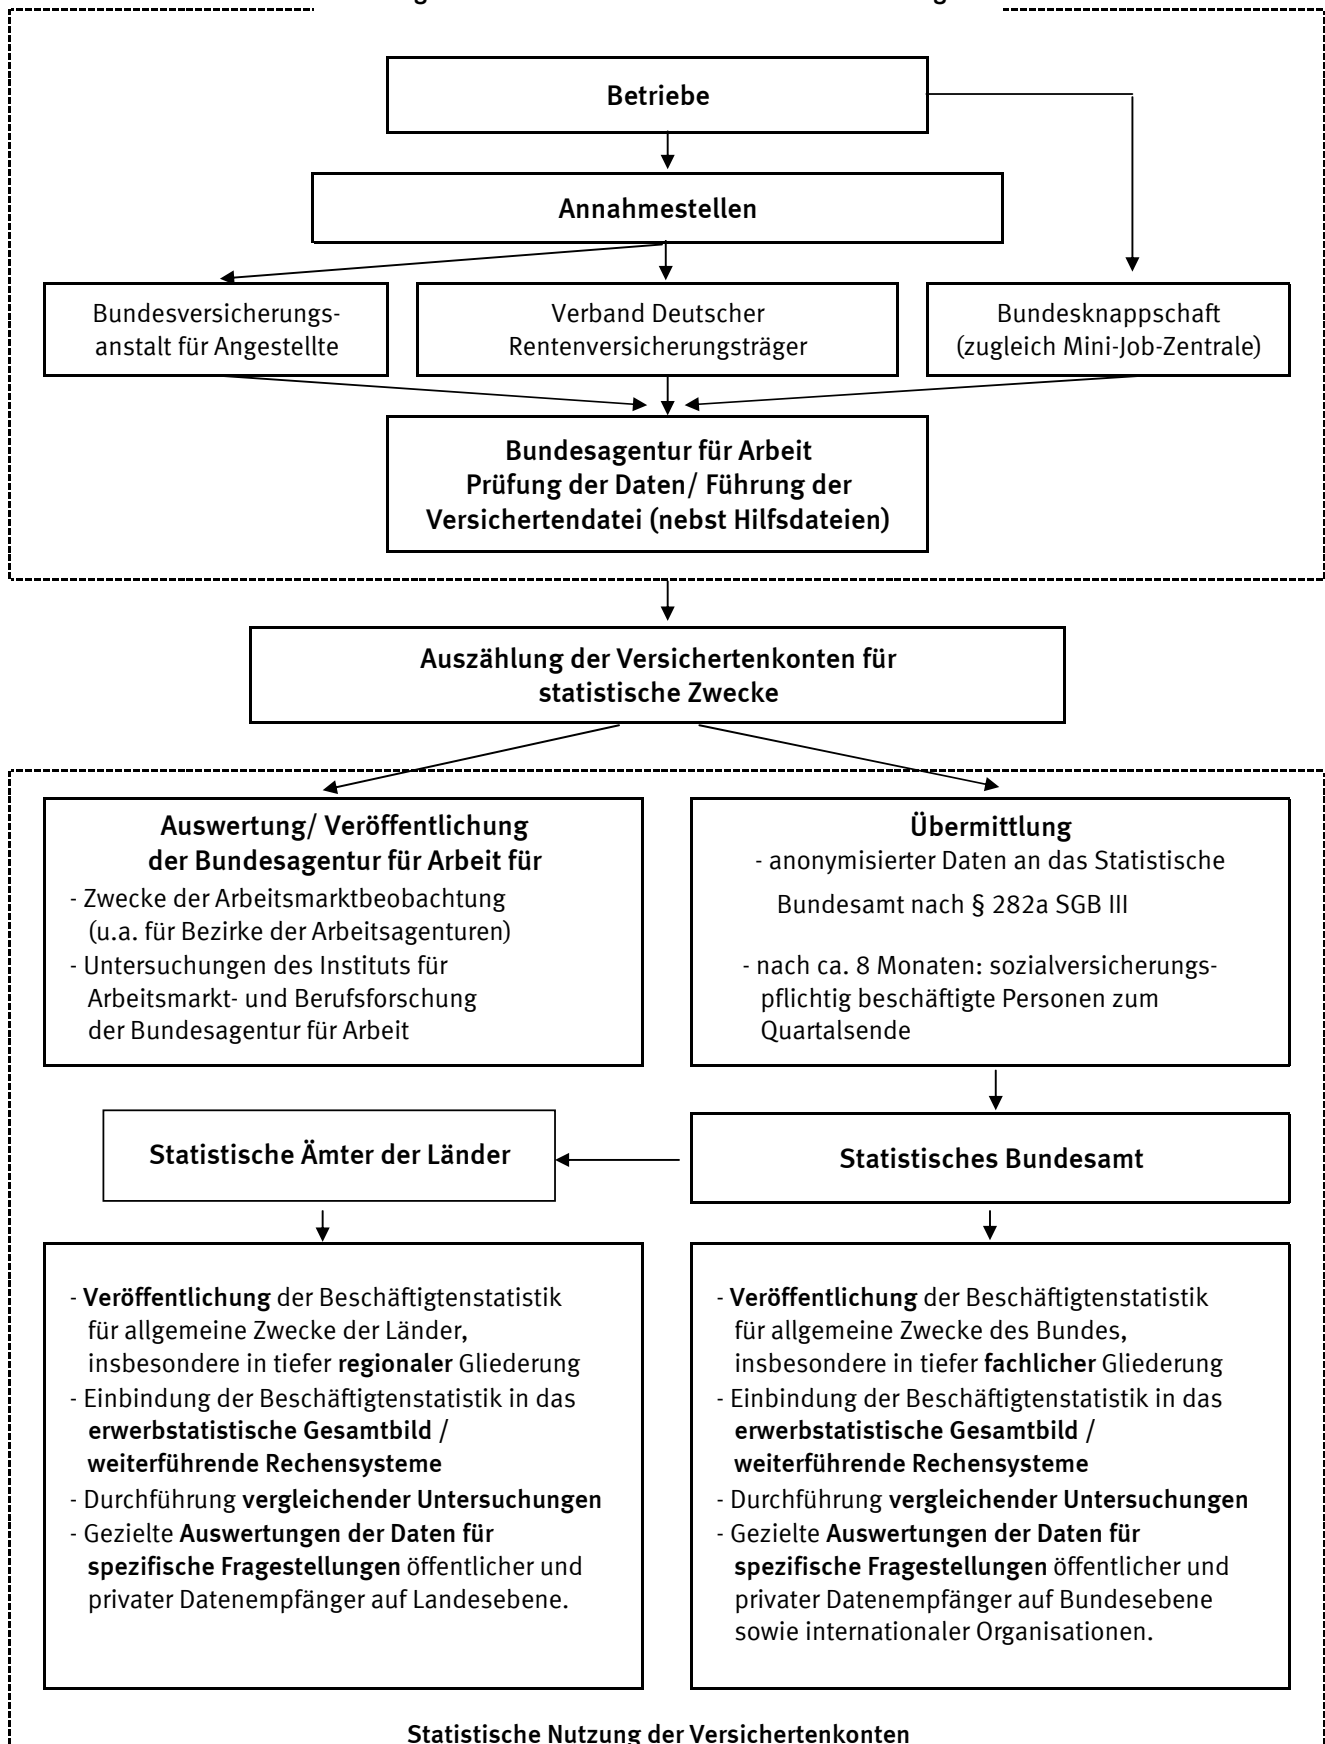 Betriebe
Annahmestellen
Bundesversicherungs-
anstalt für Angestellte
Verband Deutscher
Rentenversicherungsträger
Bundesknappschaft
(zugleich Mini-Job-Zentrale)
Bundesagentur für Arbeit
Prüfung der Daten/ Führung der
Versichertendatei (nebst Hilfsdateien)
Auszählung der Versichertenkonten für
statistische Zwecke
Auswertung/ Veröffentlichung
der Bundesagentur für Arbeit für
- Zwecke der Arbeitsmarktbeobachtung
(u.a. für Bezirke der Arbeitsagenturen)
- Untersuchungen des Instituts für
Arbeitsmarkt- und Berufsforschung
der Bundesagentur für Arbeit
Übermittlung
- anonymisierter Daten an das Statistische
Bundesamt nach § 282a SGB III
- nach ca. 8 Monaten: sozialversicherungs-
pflichtig beschäftigte Personen zum
Quartalsende
Statistische Ämter der Länder
Statistisches Bundesamt
- Veröffentlichung der Beschäftigtenstatistik
für allgemeine Zwecke der Länder,
insbesondere in tiefer regionaler Gliederung
- Einbindung der Beschäftigtenstatistik in das
erwerbstatistische Gesamtbild /
weiterführende Rechensysteme
- Durchführung vergleichender Untersuchungen
- Gezielte Auswertungen der Daten für
spezifische Fragestellungen öffentlicher und
privater Datenempfänger auf Landesebene.
- Veröffentlichung der Beschäftigtenstatistik
für allgemeine Zwecke des Bundes,
insbesondere in tiefer fachlicher Gliederung
- Einbindung der Beschäftigtenstatistik in das
erwerbstatistische Gesamtbild /
weiterführende Rechensysteme
- Durchführung vergleichender Untersuchungen
- Gezielte Auswertungen der Daten für
spezifische Fragestellungen öffentlicher und
privater Datenempfänger auf Bundesebene
sowie internationaler Organisationen.
Statistische Nutzung der Versichertenkonten